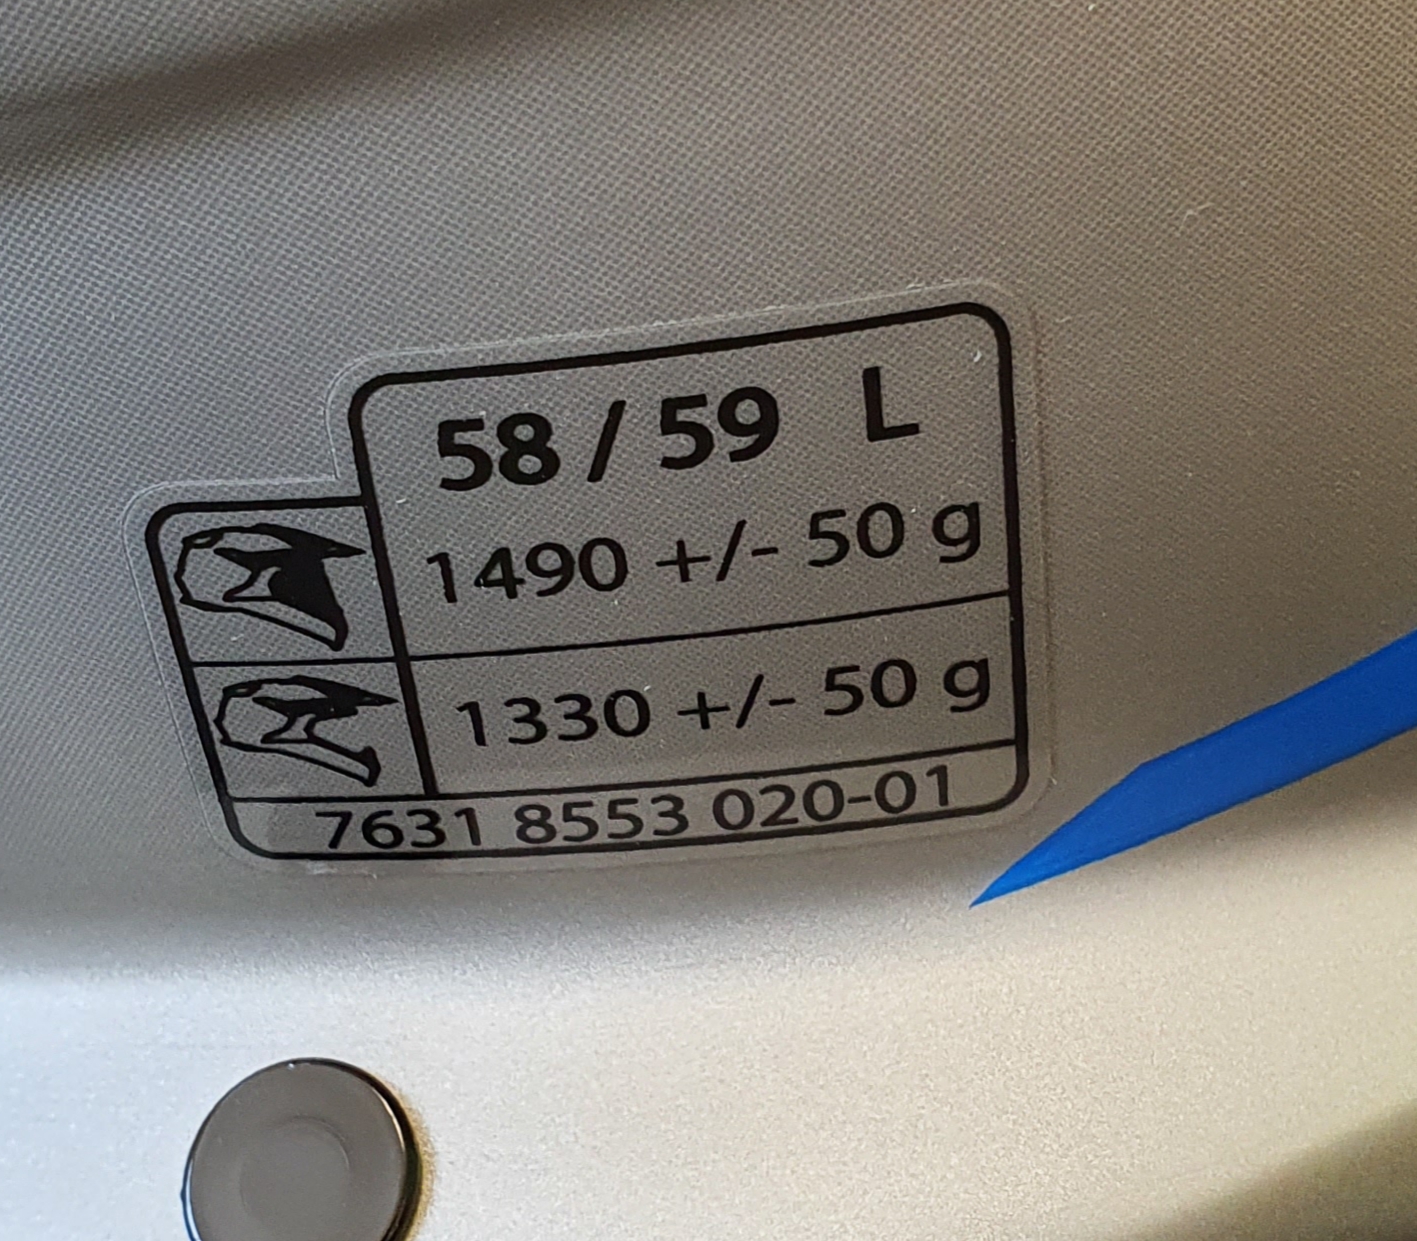 58 / 59 L
1490 +/- 50 g
1330 +/- 50 g
7631 8553 020-01